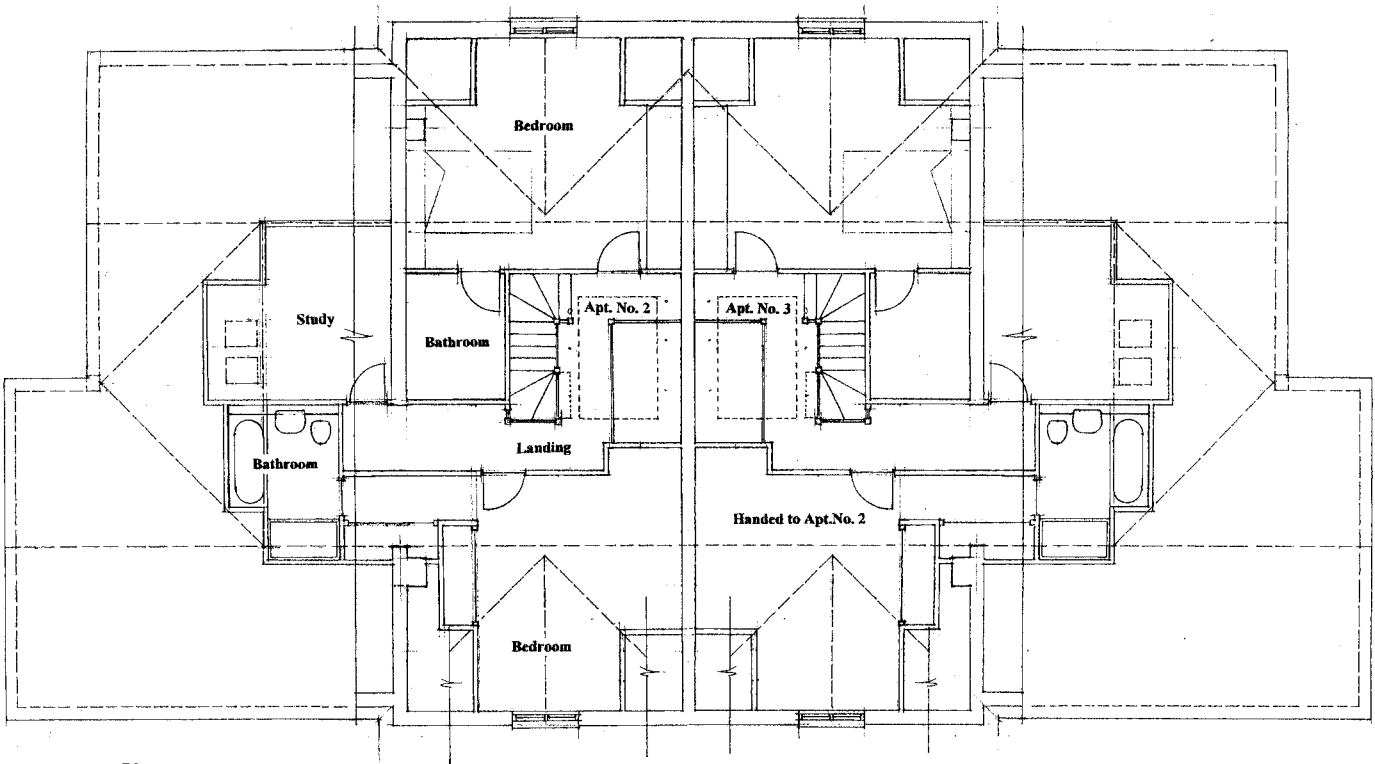 Bedroom
Apt. No. 2
Apt. No. 3
Study
Bathroom
Landing
Bathroom
Handed to Apt.No. 2
Bedroom